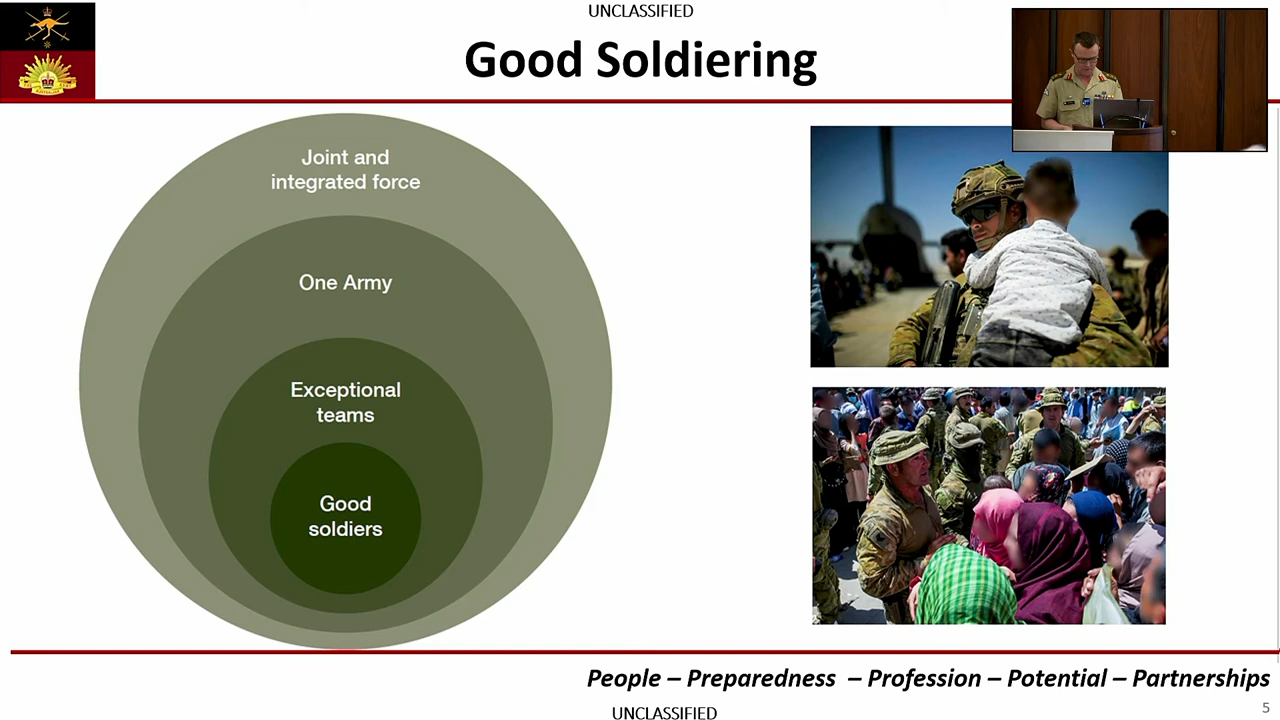 UNCLASSIFIED
Good Soldiering
Joint and
integrated force
One Army
Exceptional
teams
Good
soldiers
People – Preparedness – Profession – Potential – Partnerships
5
UNCLASSIFIED